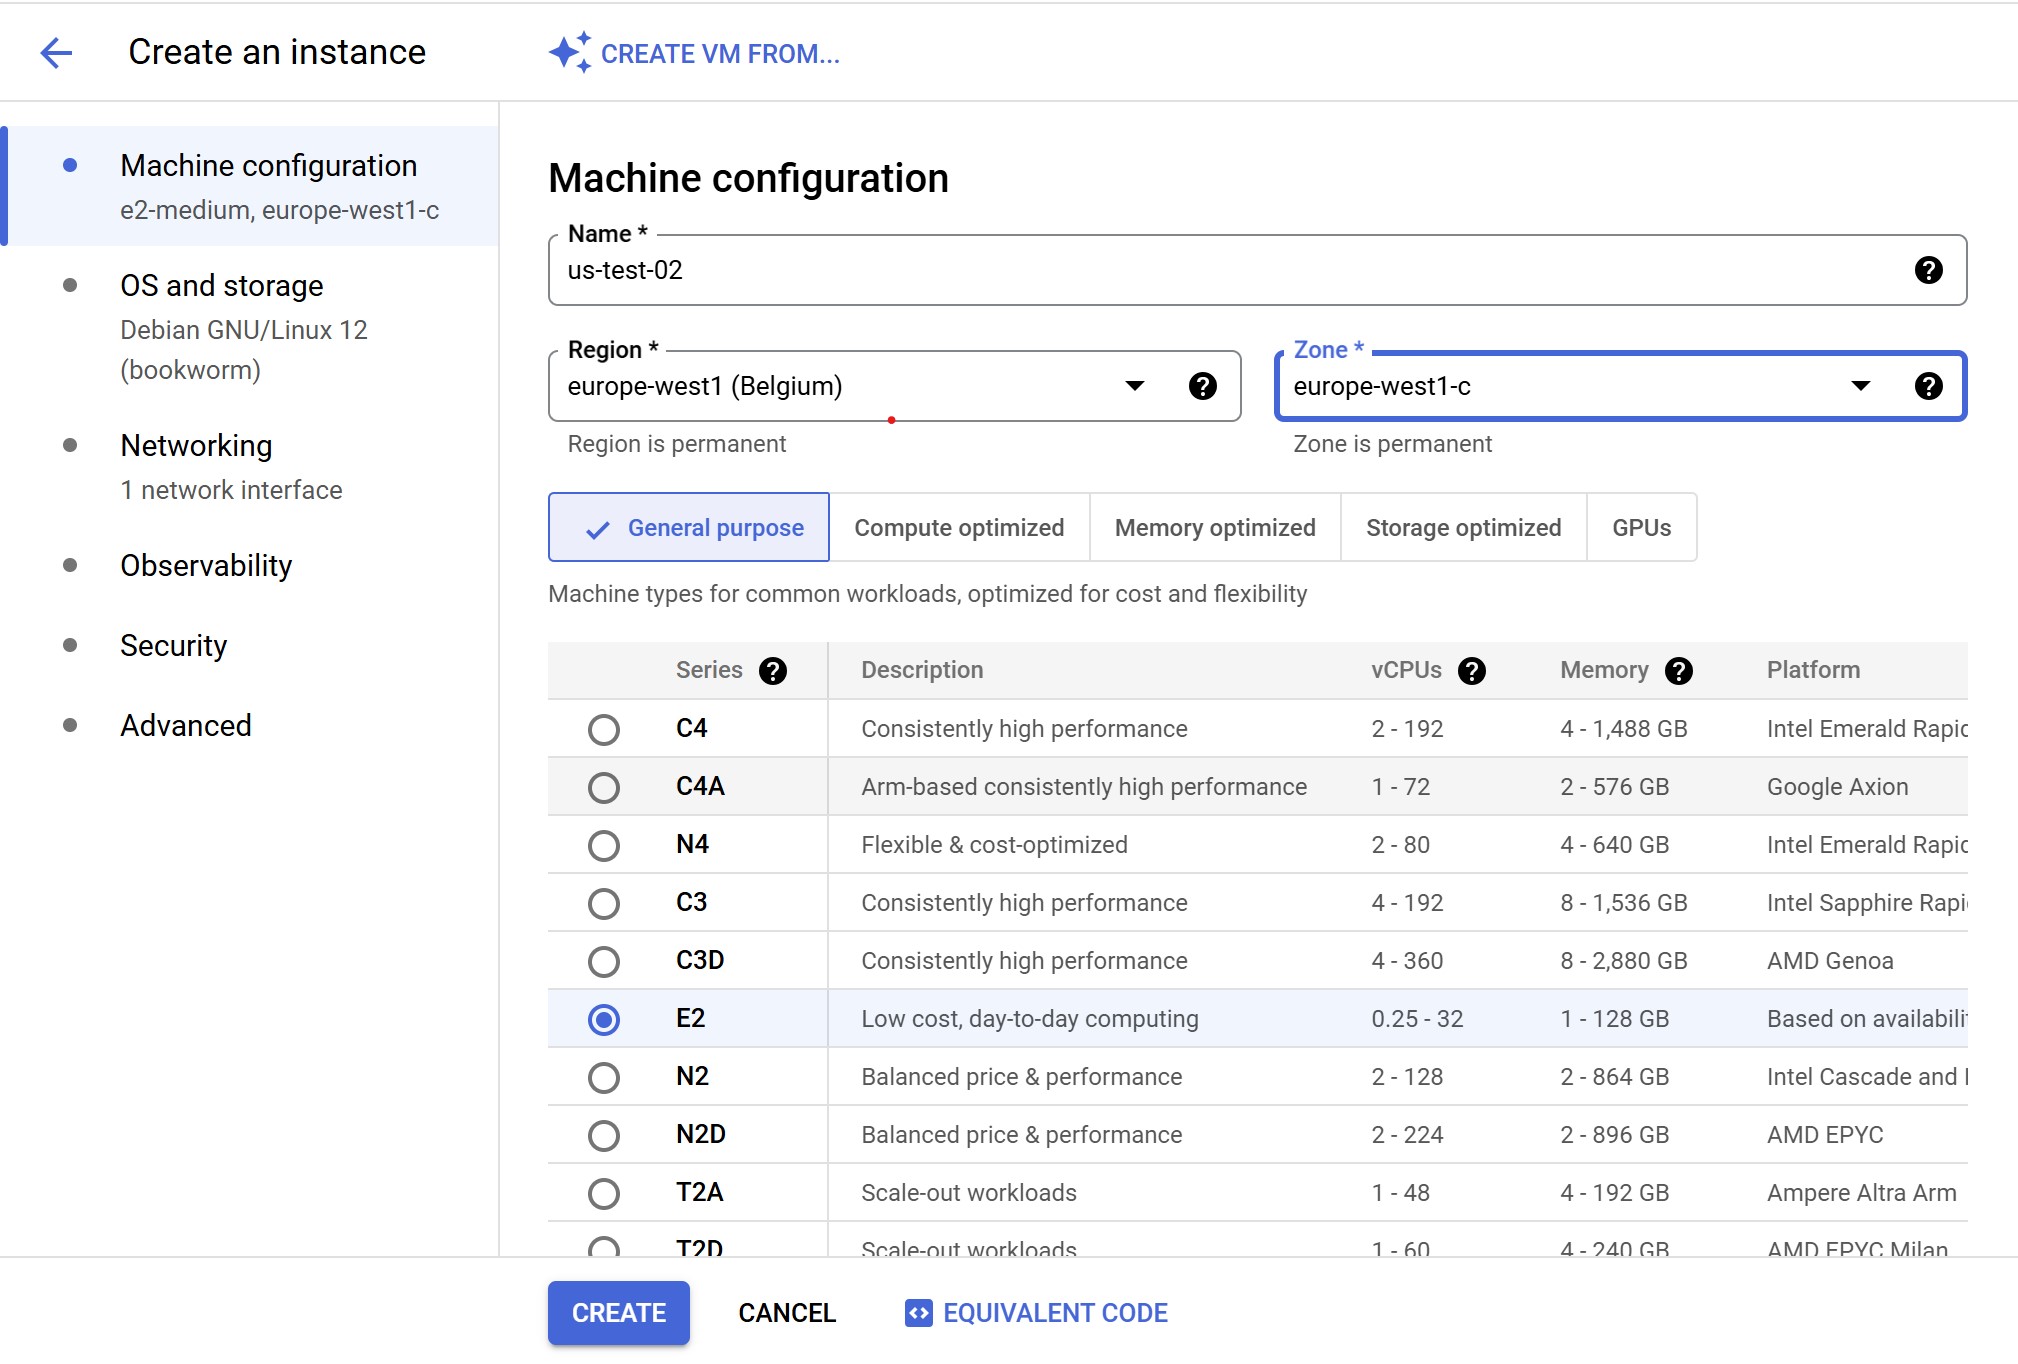 Create an instance
CREATE VM FROM...
Machine configuration
e2-medium, europe-west1-c
OS and storage
Debian GNU/Linux 12
(bookworm)
Networking
1 network interface
Observability
Security
Advanced
Machine configuration
Name *
us-test-02
Region *
europe-west1 (Belgium)
Region is permanent
Zone *
europe-west1-c
Zone is permanent
General purpose
Compute optimized
Memory optimized
Storage optimized
GPUs
Machine types for common workloads, optimized for cost and flexibility
Series Description vCPUs Memory Platform
C4 Consistently high performance 2 - 192 4 - 1,488 GB Intel Emerald Rapid
C4A Arm-based consistently high performance 1 - 72 2 - 576 GB Google Axion
N4 Flexible & cost-optimized 2 - 80 4 - 640 GB Intel Emerald Rapid
C3 Consistently high performance 4 - 192 8 - 1,536 GB Intel Sapphire Rapi
C3D Consistently high performance 4 - 360 8 - 2,880 GB AMD Genoa
E2 Low cost, day-to-day computing 0.25 - 32 1 - 128 GB Based on availabili
N2 Balanced price & performance 2 - 128 2 - 864 GB Intel Cascade and
N2D Balanced price & performance 2 - 224 2 - 896 GB AMD EPYC
T2A Scale-out workloads 1 - 48 4 - 192 GB Ampere Altra Arm
T2D Scale-out workloads 1 - 60 4 - 240 GB AMD EPYC Milan
CREATE
CANCEL
EQUIVALENT CODE